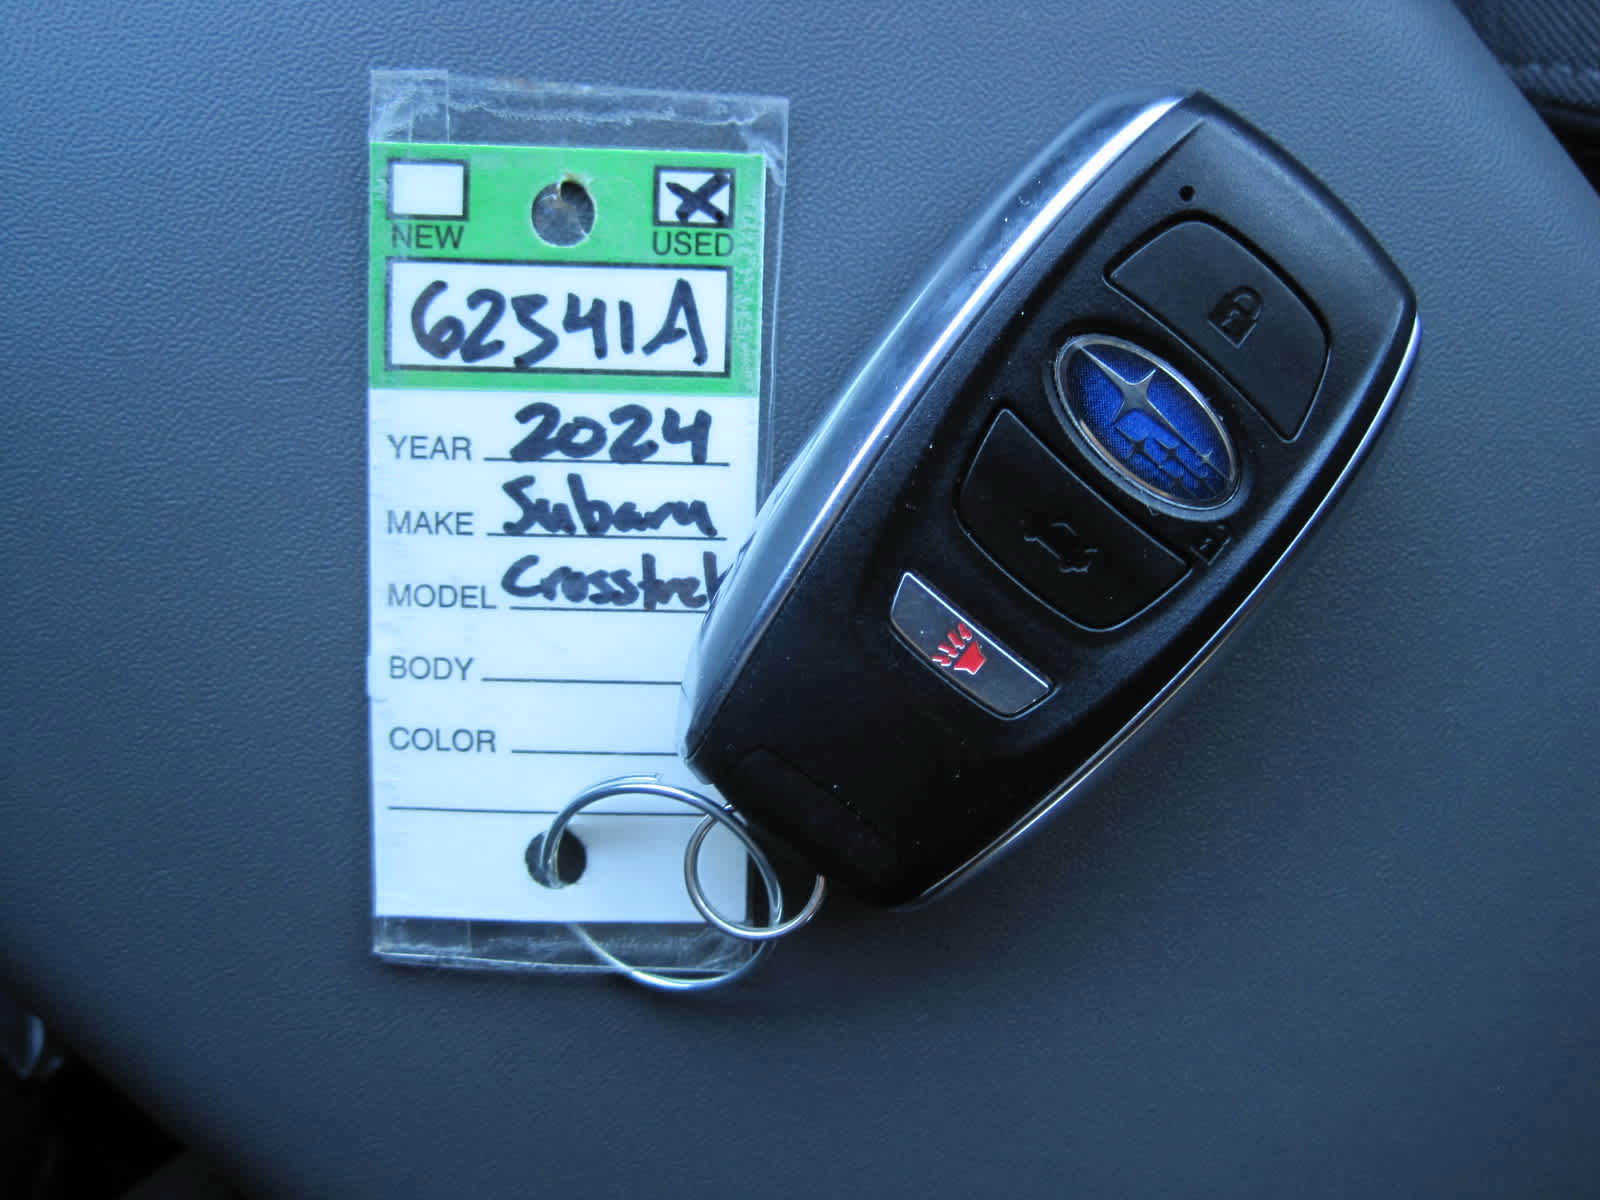 NEW USED
62341A
YEAR 2024
MAKE Subaru
MODEL Crosstrek
BODY
COLOR